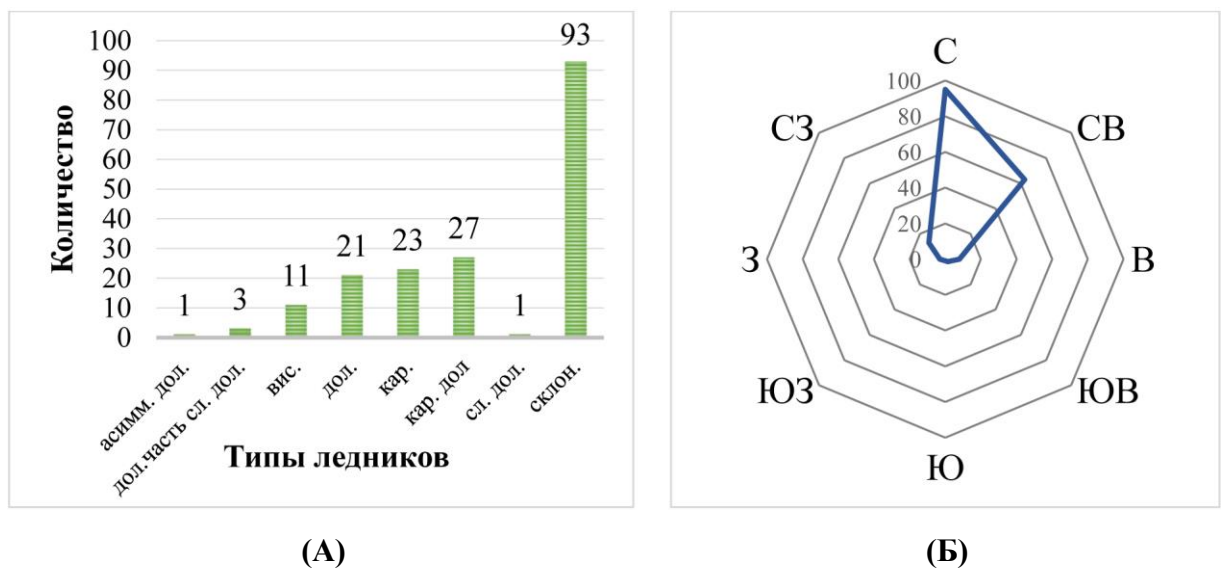 100
90
80
70
60
50
40
30
20
10
0
Количество
1
3
11
21
23
27
1
93
асимм. дол.
дол.часть сл. дол.
вис.
дол.
кар.
кар. дол
сл. дол.
склон.
Типы ледников
(А)
С
СВ
В
ЮВ
Ю
ЮЗ
З
СЗ
100
80
60
40
20
0
(Б)